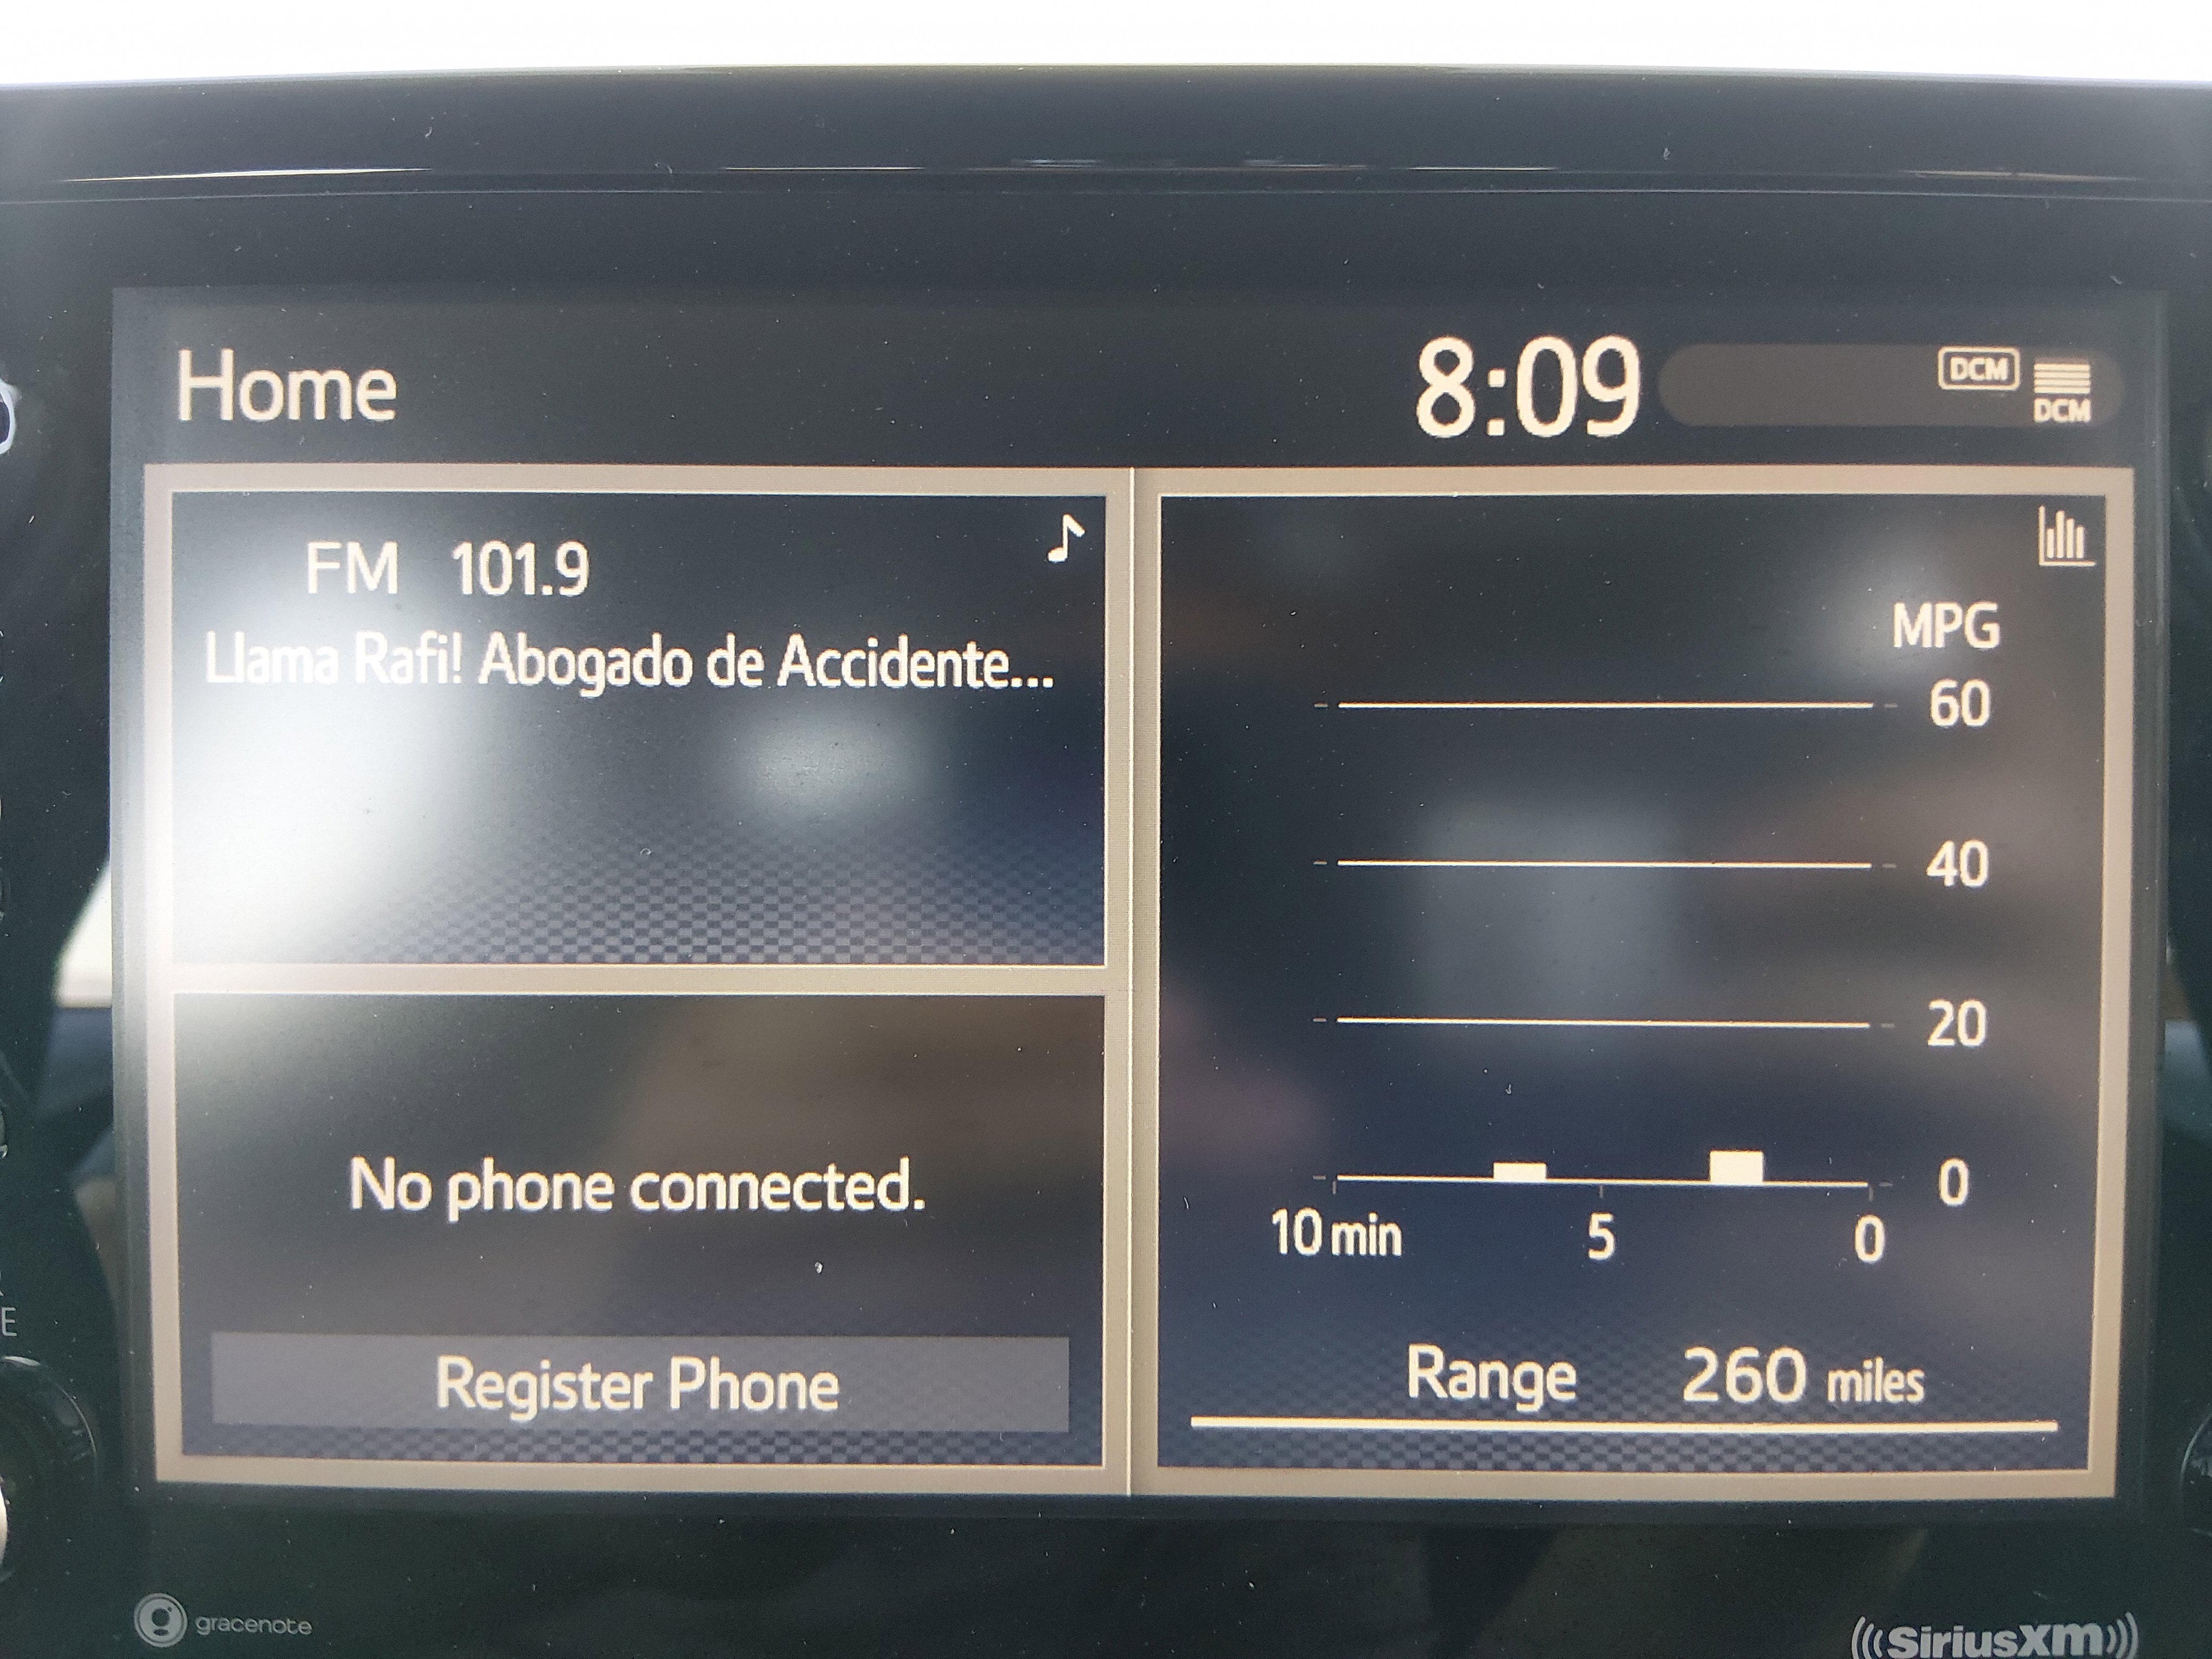 Home
8:09
DCM
DCM
FM 101.9
Llama Rafi! Abogado de Accidente...
No phone connected.
Register Phone
MPG
60
40
20
0
10 min 5 0
Range 260 miles
E
gracenote
SiriusXM